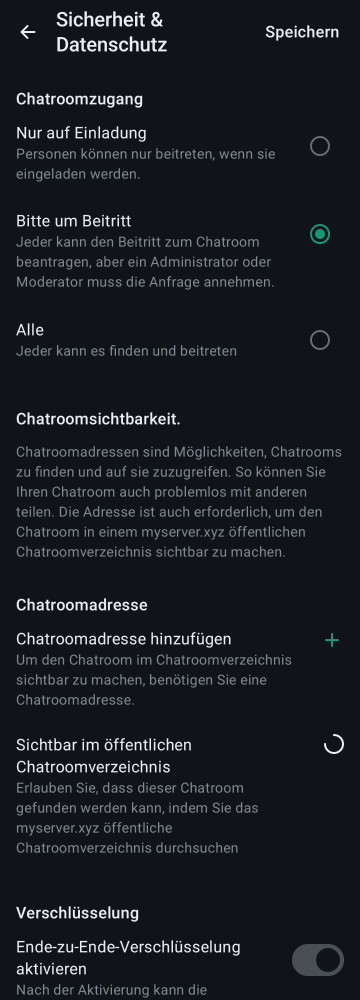 Sicherheit &
Datenschutz
Speichern
Chatroomzugang
Nur auf Einladung
Personen können nur beitreten, wenn sie
eingeladen werden.
Bitte um Beitritt
Jeder kann den Beitritt zum Chatroom
beantragen, aber ein Administrator oder
Moderator muss die Anfrage annehmen.
Alle
Jeder kann es finden und beitreten
Chatroomsichtbarkeit.
Chatroomadressen sind Möglichkeiten, Chatrooms
zu finden und auf sie zuzugreifen. So können Sie
Ihren Chatroom auch problemlos mit anderen
teilen. Die Adresse ist auch erforderlich, um den
Chatroom in einem myserver.xyz öffentlichen
Chatroomverzeichnis sichtbar zu machen.
Chatroomadresse
Chatroomadresse hinzufügen
Um den Chatroom im Chatroomverzeichnis
sichtbar zu machen, benötigen Sie eine
Chatroomadresse.
Sichtbar im öffentlichen
Chatroomverzeichnis
Erlauben Sie, dass dieser Chatroom
gefunden werden kann, indem Sie das
myserver.xyz öffentliche
Chatroomverzeichnis durchsuchen
Verschlüsselung
Ende-zu-Ende-Verschlüsselung
aktivieren
Nach der Aktivierung kann die